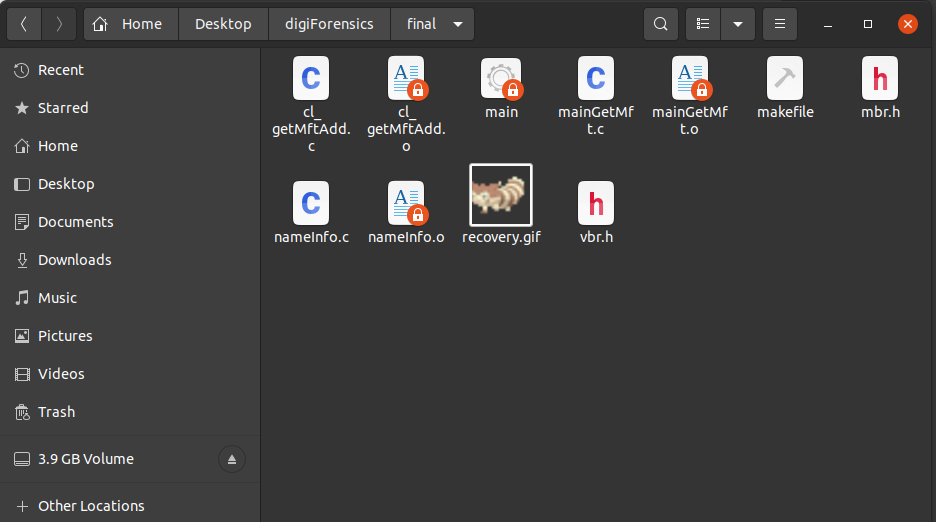 Home Desktop digiForensics final
Recent
Starred
Home
Desktop
Documents
Downloads
Music
Pictures
Videos
Trash
3.9 GB Volume
Other Locations
C A C A h
cl_
getMftAdd.
c
cl_
getMftAdd.
o
main
mainGetMf
t.c
mainGetMf
t.o
makefile
mbr.h
C A h
nameInfo.c
nameInfo.o
recovery.gif
vbr.h